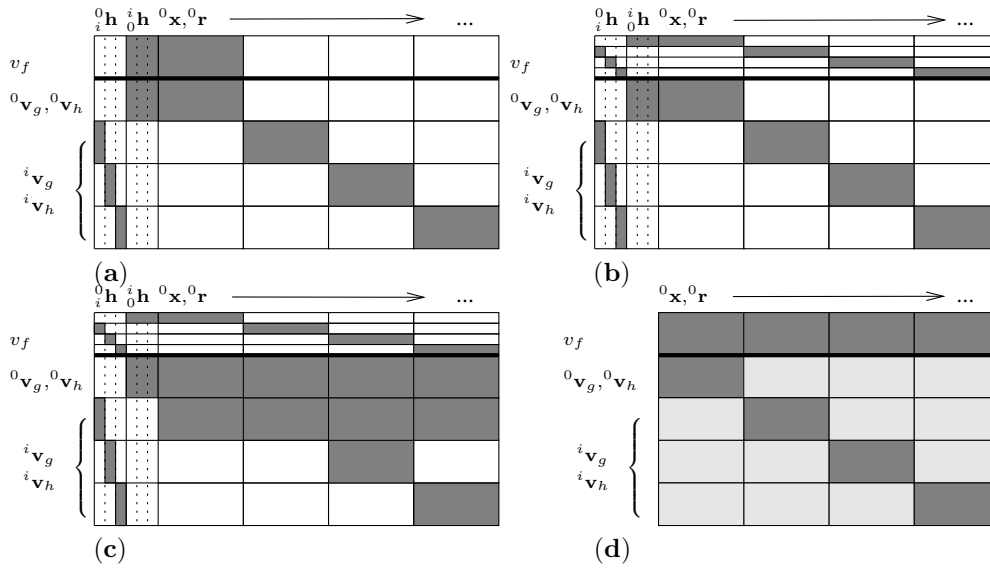 ⁰ᵢh ⁱ₀h ⁰x,⁰r ...
v_f
⁰v_g,⁰v_h
ⁱv_g
ⁱv_h
(a)
⁰ᵢh ⁱ₀h ⁰x,⁰r ...
v_f
⁰v_g,⁰v_h
ⁱv_g
ⁱv_h
(b)
⁰ᵢh ⁱ₀h ⁰x,⁰r ...
v_f
⁰v_g,⁰v_h
ⁱv_g
ⁱv_h
(c)
⁰x,⁰r ...
v_f
⁰v_g,⁰v_h
ⁱv_g
ⁱv_h
(d)